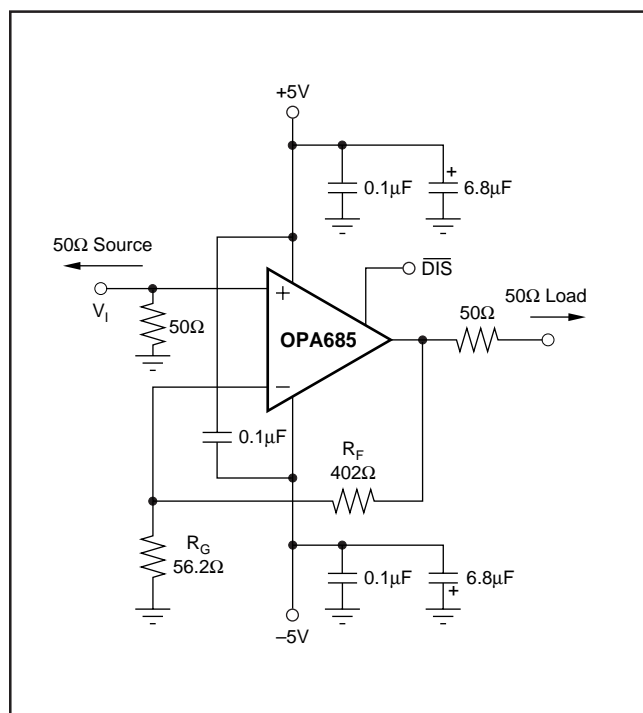 +5V
0.1µF
6.8µF
+
50Ω Source
DIS
50Ω Load
V_I
+
50Ω
50Ω
OPA685
–
0.1µF
R_F
402Ω
R_G
56.2Ω
0.1µF
6.8µF
+
–5V